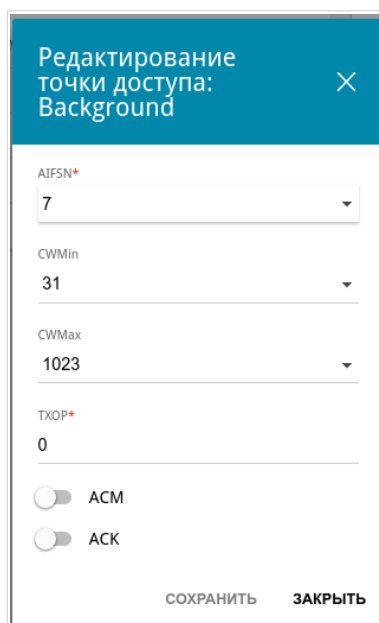 Редактирование
точки доступа:
Background
AIFSN*
7
CWMin
31
CWMax
1023
TXOP*
0
ACM
ACK
СОХРАНИТЬ ЗАКРЫТЬ